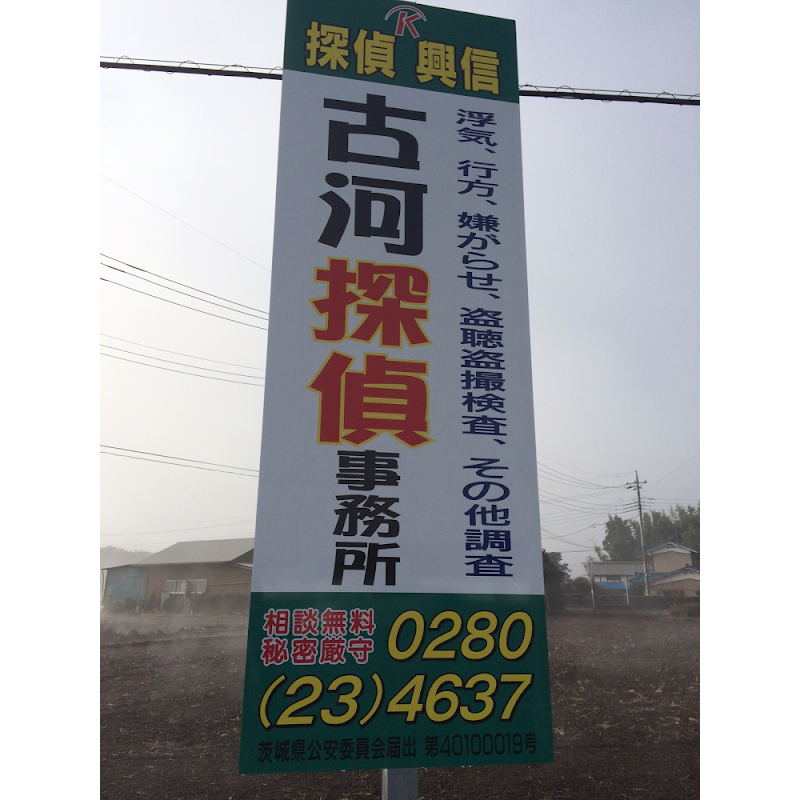 K
探偵 興信
浮気、行方、嫌がらせ、盗聴盗撮検査、その他調査
古河探偵事務所
相談無料
秘密厳守
0280
(23)4637
茨城県公安委員会届出 第40100019号